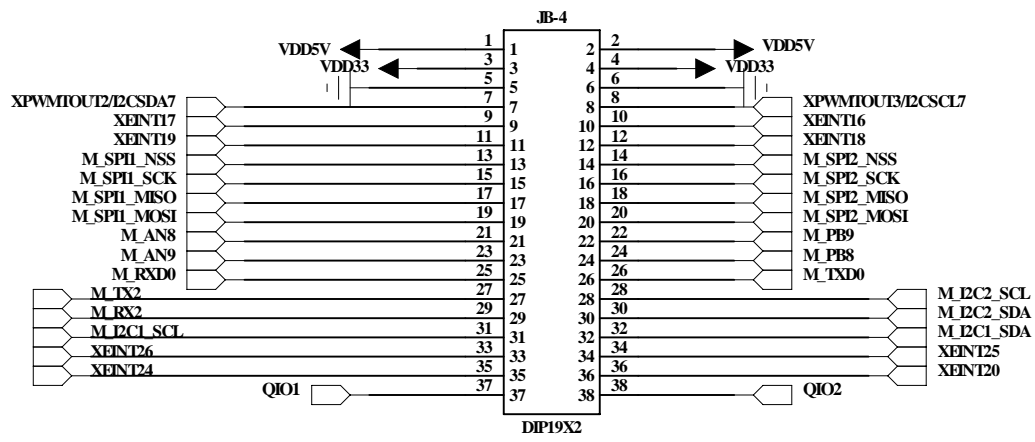 JB-4
VDD5V 1 1 2 2 VDD5V
VDD33 3 3 4 4 VDD33
5 5 6 6
XPWMTOUT2/I2CSDA7 7 7 8 8 XPWMTOUT3/I2CSCL7
XEINT17 9 9 10 10 XEINT16
XEINT19 11 11 12 12 XEINT18
M_SPI1_NSS 13 13 14 14 M_SPI2_NSS
M_SPI1_SCK 15 15 16 16 M_SPI2_SCK
M_SPI1_MISO 17 17 18 18 M_SPI2_MISO
M_SPI1_MOSI 19 19 20 20 M_SPI2_MOSI
M_AN8 21 21 22 22 M_PB9
M_AN9 23 23 24 24 M_PB8
M_RXD0 25 25 26 26 M_TXD0
M_TX2 27 27 28 28 M_I2C2_SCL
M_RX2 29 29 30 30 M_I2C2_SDA
M_I2C1_SCL 31 31 32 32 M_I2C1_SDA
XEINT26 33 33 34 34 XEINT25
XEINT24 35 35 36 36 XEINT20
QIO1 37 37 38 38 QIO2
DIP19X2